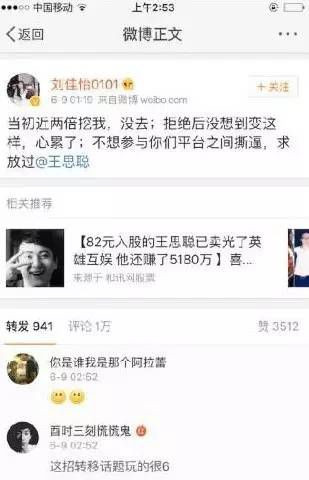 中国移动
上午2:53
返回
微博正文
刘佳怡0101
6-9 01:19 来自微博 weibo.com
+关注
当初近两倍挖我，没去；拒绝后没想到变这
样，心累了；不想参与你们平台之间撕逼，求
放过@王思聪
相关推荐
【82元入股的王思聪已卖光了英
雄互娱 他还赚了5180万】喜...
来源于 和讯网股票
转发 941 评论 1万 赞 3512
你是谁我是那个阿拉蕾
6-9 02:52
百吋三刻慌慌鬼
6-9 02:52
这招转移话题玩的很6